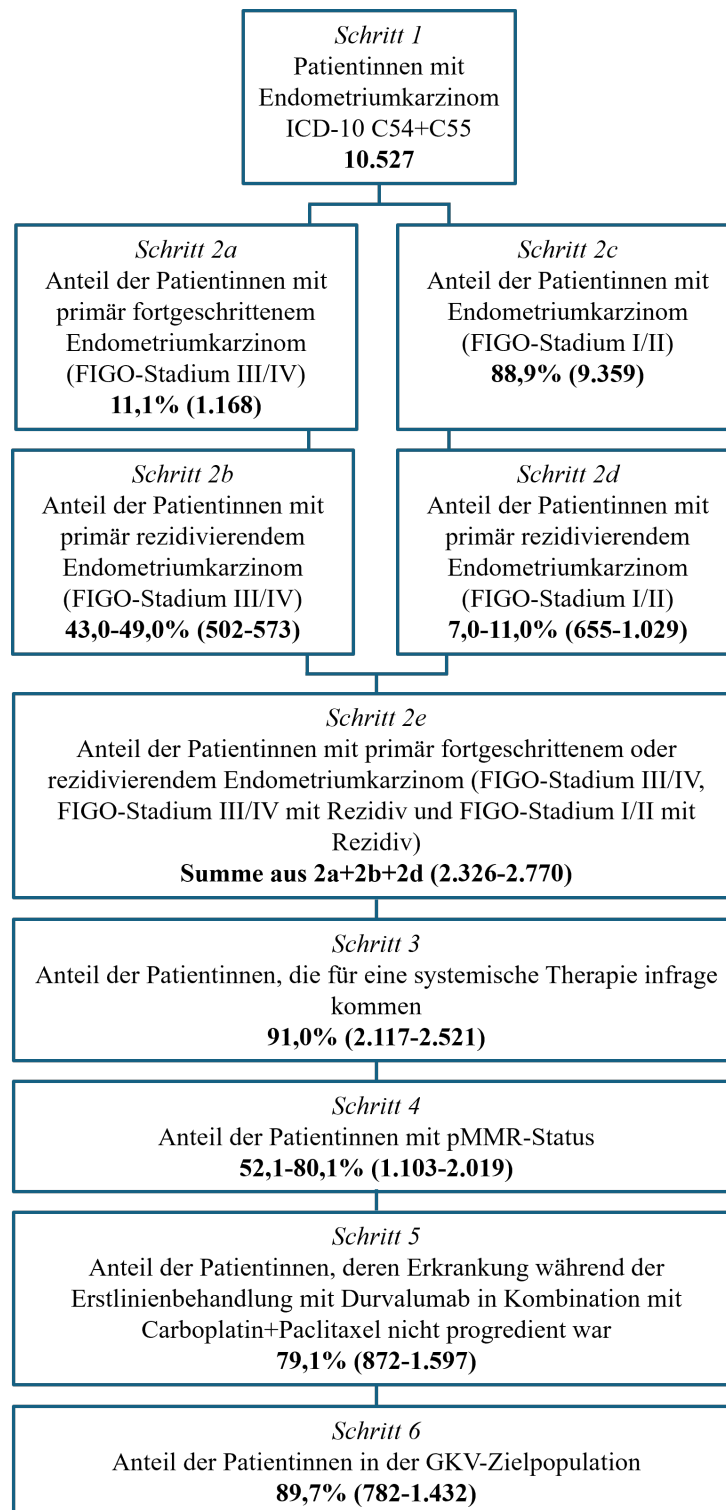 Schritt 1
Patientinnen mit
Endometriumkarzinom
ICD-10 C54+C55
10.527
Schritt 2a
Anteil der Patientinnen mit
primär fortgeschrittenem
Endometriumkarzinom
(FIGO-Stadium III/IV)
11,1% (1.168)
Schritt 2c
Anteil der Patientinnen mit
Endometriumkarzinom
(FIGO-Stadium I/II)
88,9% (9.359)
Schritt 2b
Anteil der Patientinnen mit
primär rezidivierendem
Endometriumkarzinom
(FIGO-Stadium III/IV)
43,0-49,0% (502-573)
Schritt 2d
Anteil der Patientinnen mit
primär rezidivierendem
Endometriumkarzinom
(FIGO-Stadium I/II)
7,0-11,0% (655-1.029)
Schritt 2e
Anteil der Patientinnen mit primär fortgeschrittenem oder
rezidivierendem Endometriumkarzinom (FIGO-Stadium III/IV,
FIGO-Stadium III/IV mit Rezidiv und FIGO-Stadium I/II mit
Rezidiv)
Summe aus 2a+2b+2d (2.326-2.770)
Schritt 3
Anteil der Patientinnen, die für eine systemische Therapie infrage
kommen
91,0% (2.117-2.521)
Schritt 4
Anteil der Patientinnen mit pMMR-Status
52,1-80,1% (1.103-2.019)
Schritt 5
Anteil der Patientinnen, deren Erkrankung während der
Erstlinienbehandlung mit Durvalumab in Kombination mit
Carboplatin+Paclitaxel nicht progredient war
79,1% (872-1.597)
Schritt 6
Anteil der Patientinnen in der GKV-Zielpopulation
89,7% (782-1.432)